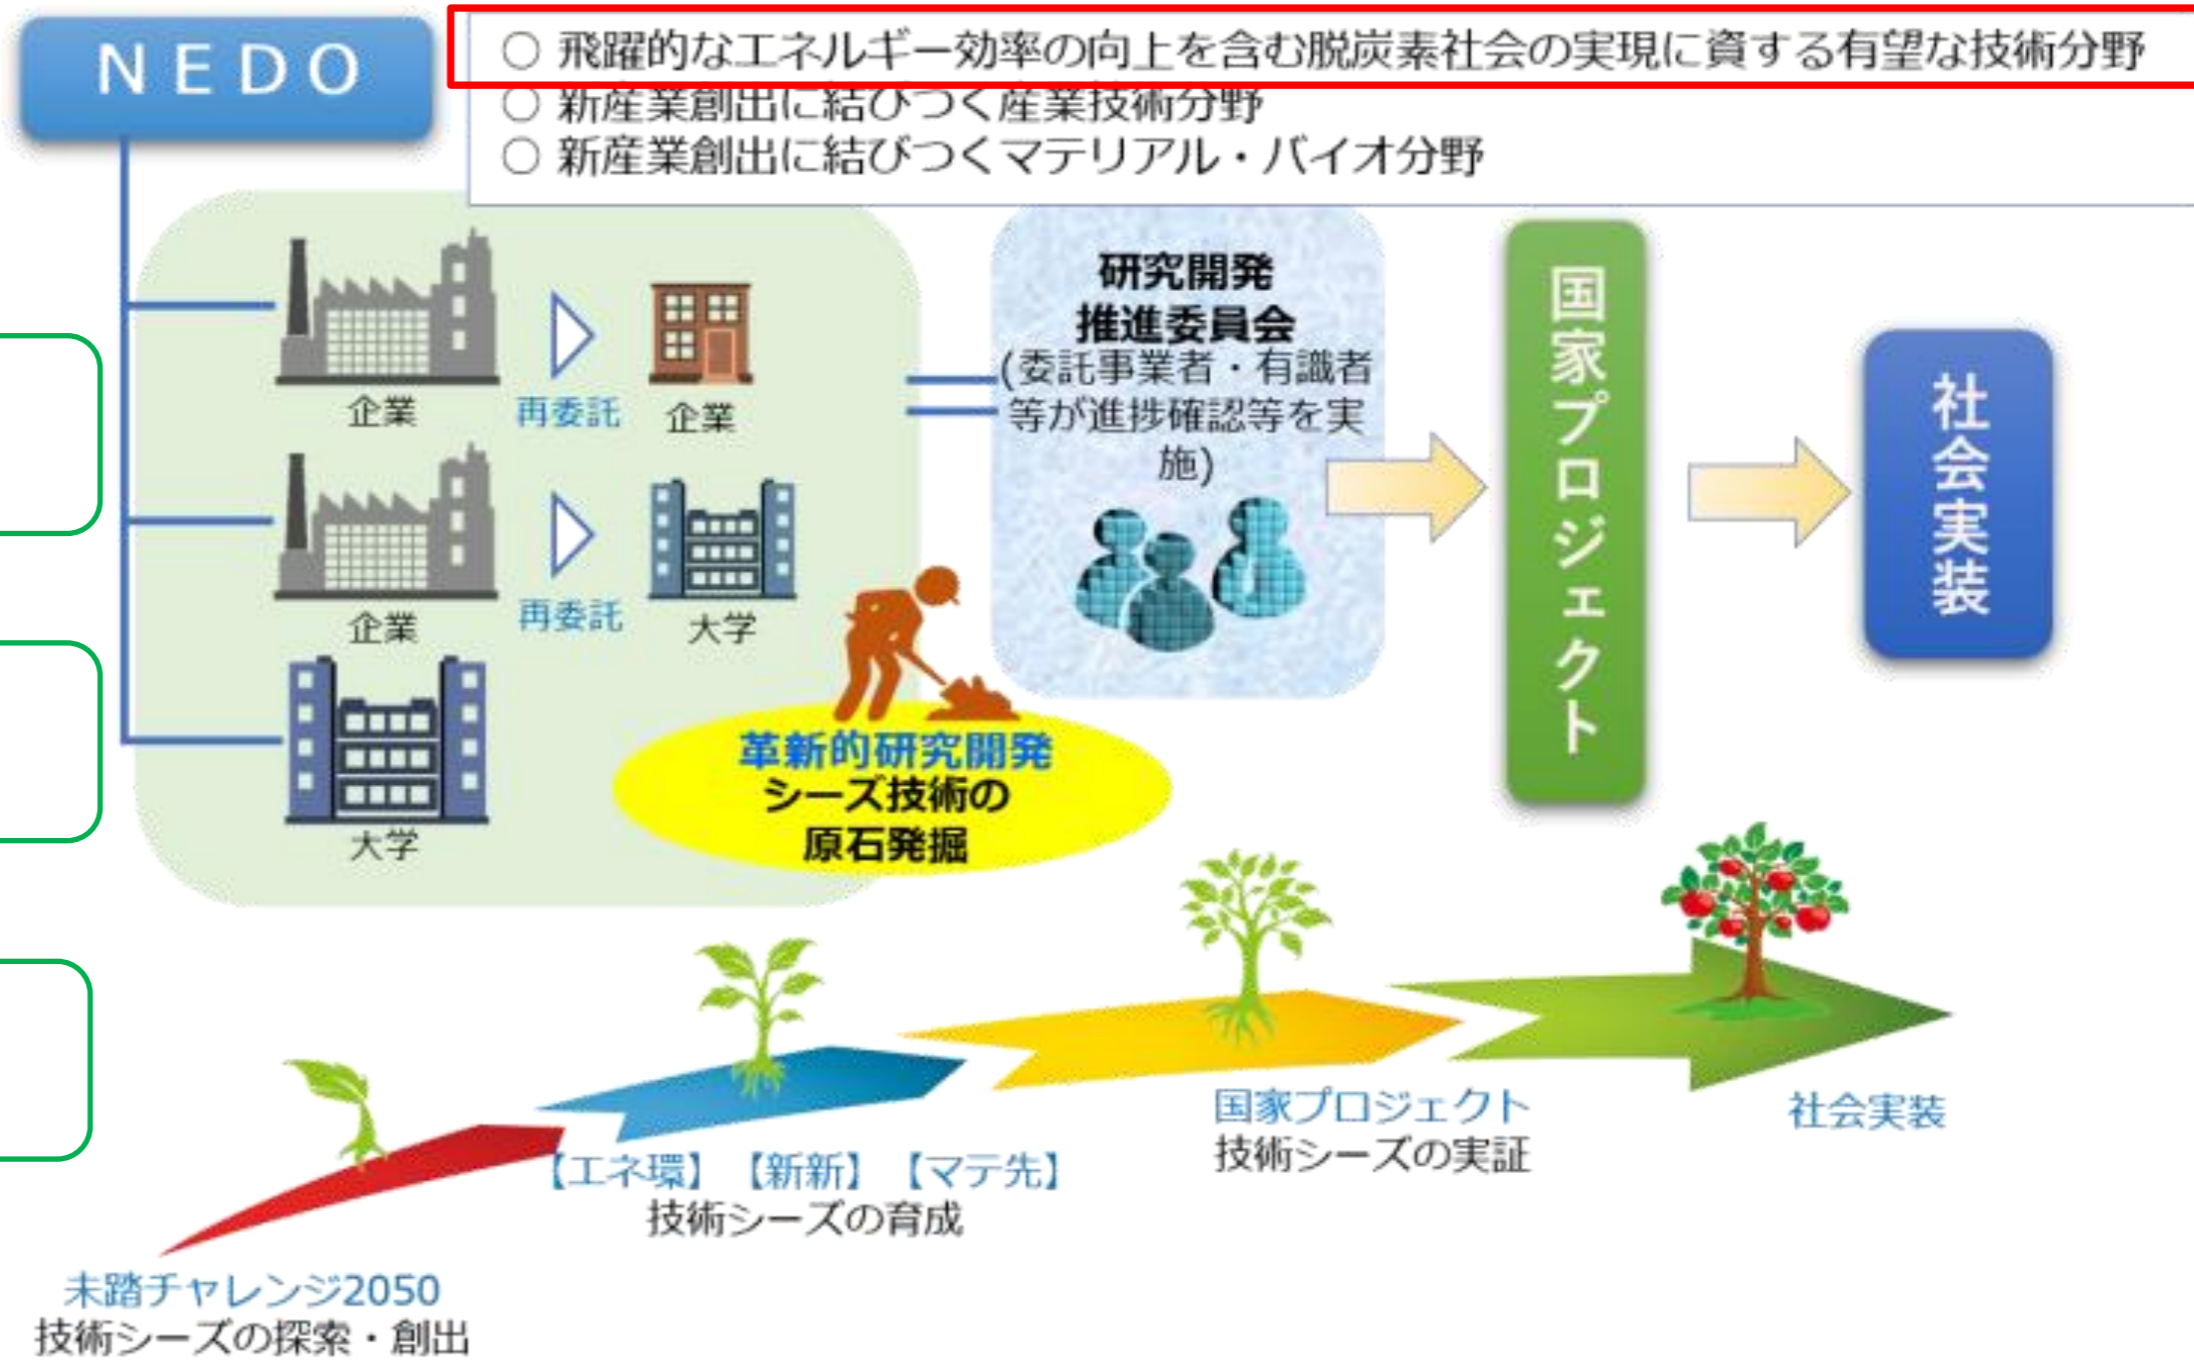 NEDO
○ 飛躍的なエネルギー効率の向上を含む脱炭素社会の実現に資する有望な技術分野
○ 新産業創出に結びつく産業技術分野
○ 新産業創出に結びつくマテリアル・バイオ分野
企業
再委託
企業
企業
再委託
大学
大学
革新的研究開発
シーズ技術の
原石発掘
研究開発
推進委員会
(委託事業者・有識者
等が進捗確認等を実
施)
国家プロジェクト
社会実装
未踏チャレンジ2050
技術シーズの探索・創出
【エネ環】【新新】【マテ先】
技術シーズの育成
国家プロジェクト
技術シーズの実証
社会実装